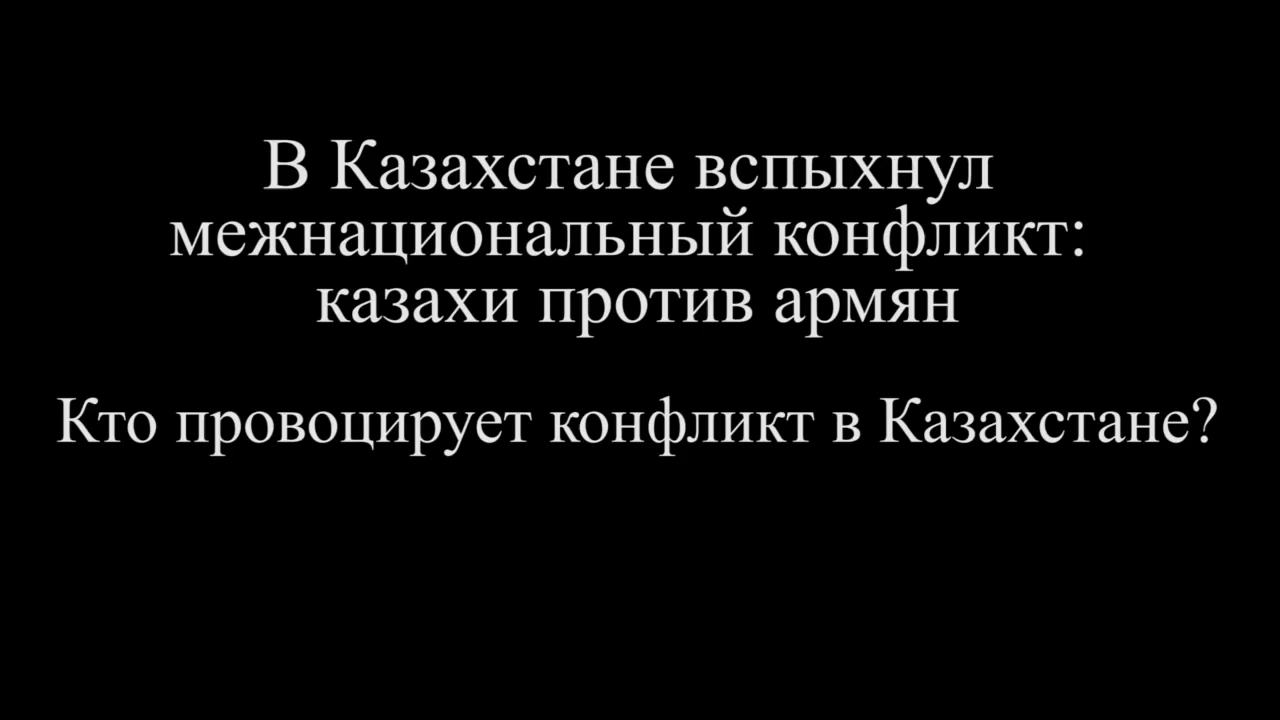 В Казахстане вспыхнул
межнациональный конфликт:
казахи против армян
Кто провоцирует конфликт в Казахстане?